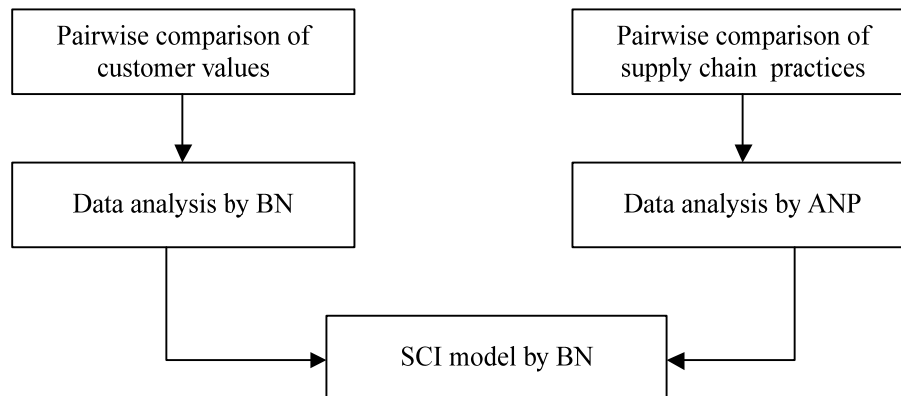 Pairwise comparison of
customer values
Pairwise comparison of
supply chain practices
Data analysis by BN
Data analysis by ANP
SCI model by BN